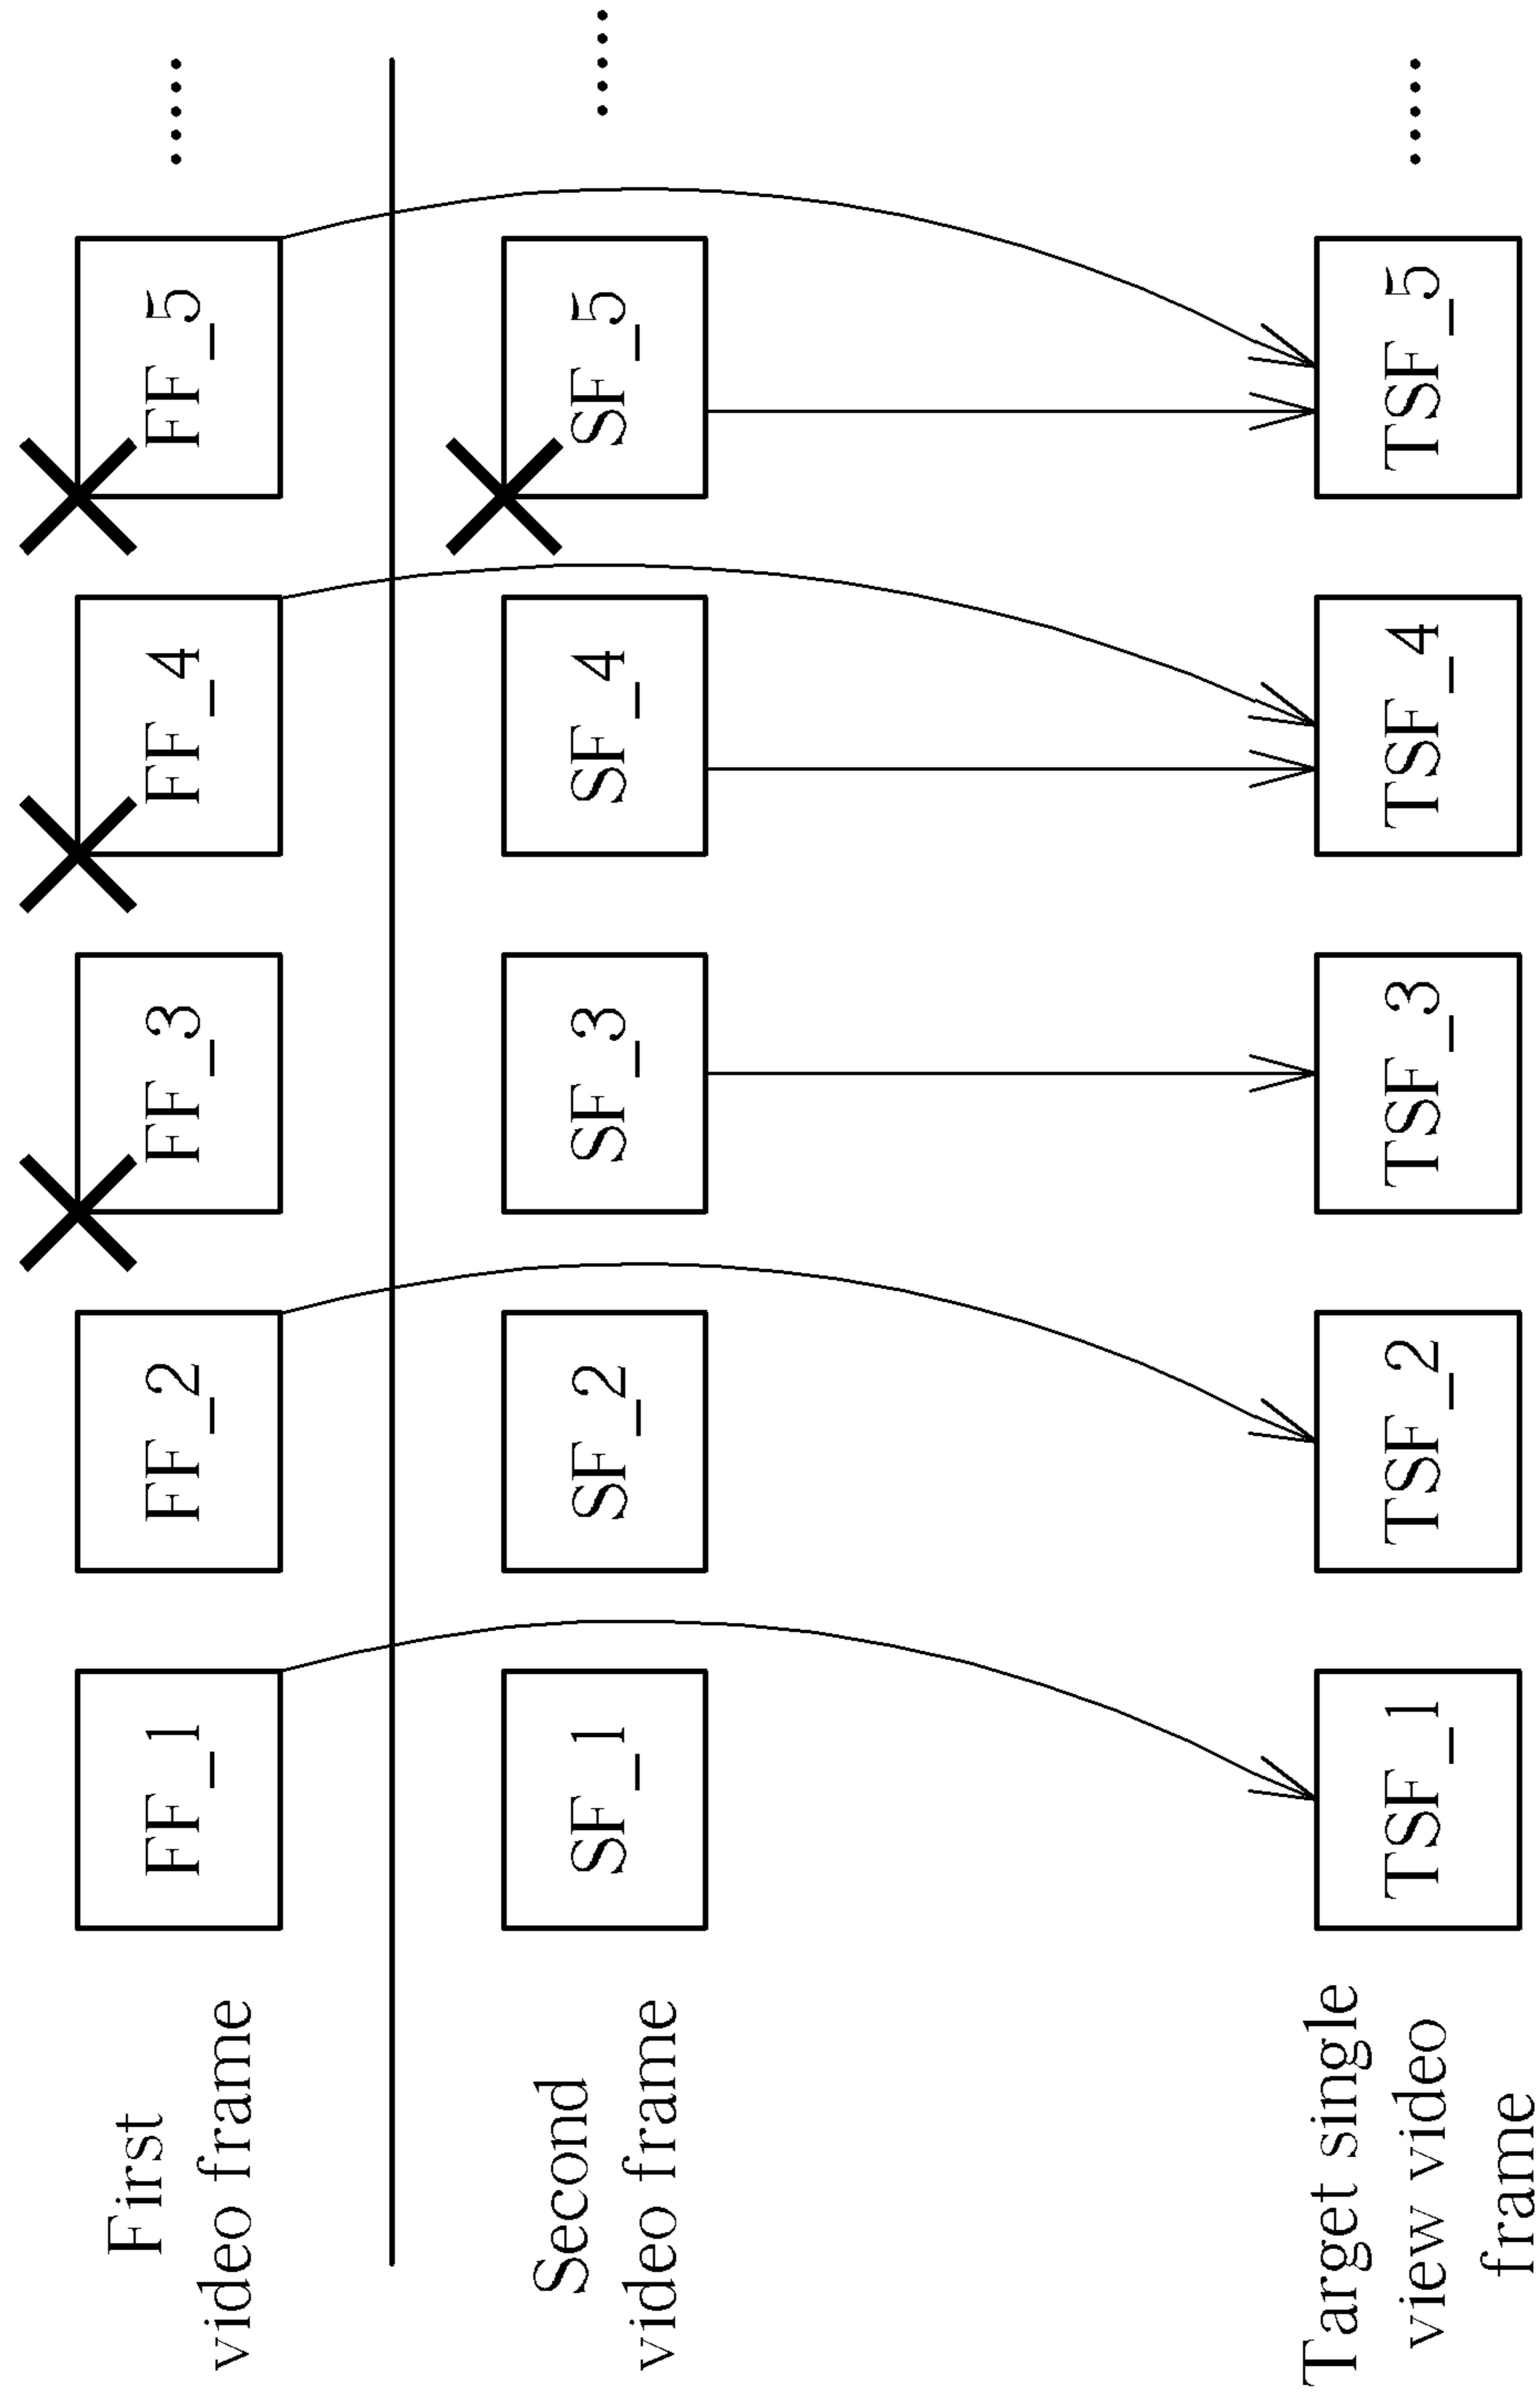 First
video frame
FF_1
FF_2
FF_3
FF_4
FF_5
......
Second
video frame
SF_1
SF_2
SF_3
SF_4
SF_5
......
Target single
view video
frame
TSF_1
TSF_2
TSF_3
TSF_4
TSF_5
......